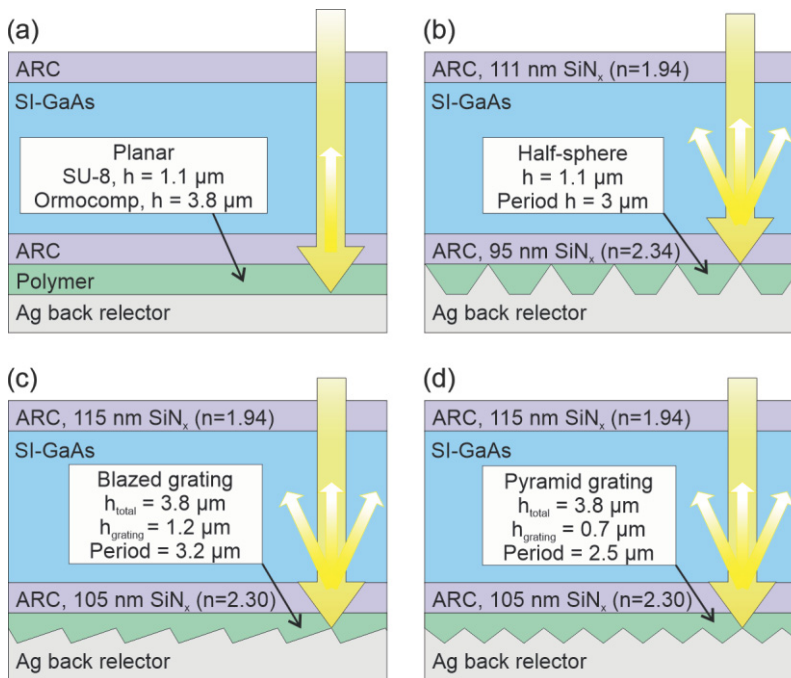 (a)
ARC
SI-GaAs
Planar
SU-8, h = 1.1 μm
Ormocomp, h = 3.8 μm
ARC
Polymer
Ag back relector
(b)
ARC, 111 nm SiNx (n=1.94)
SI-GaAs
Half-sphere
h = 1.1 μm
Period h = 3 μm
ARC, 95 nm SiNx (n=2.34)
Ag back relector
(c)
ARC, 115 nm SiNx (n=1.94)
SI-GaAs
Blazed grating
htotal = 3.8 μm
hgrating = 1.2 μm
Period = 3.2 μm
ARC, 105 nm SiNx (n=2.30)
Ag back relector
(d)
ARC, 115 nm SiNx (n=1.94)
SI-GaAs
Pyramid grating
htotal = 3.8 μm
hgrating = 0.7 μm
Period = 2.5 μm
ARC, 105 nm SiNx (n=2.30)
Ag back relector